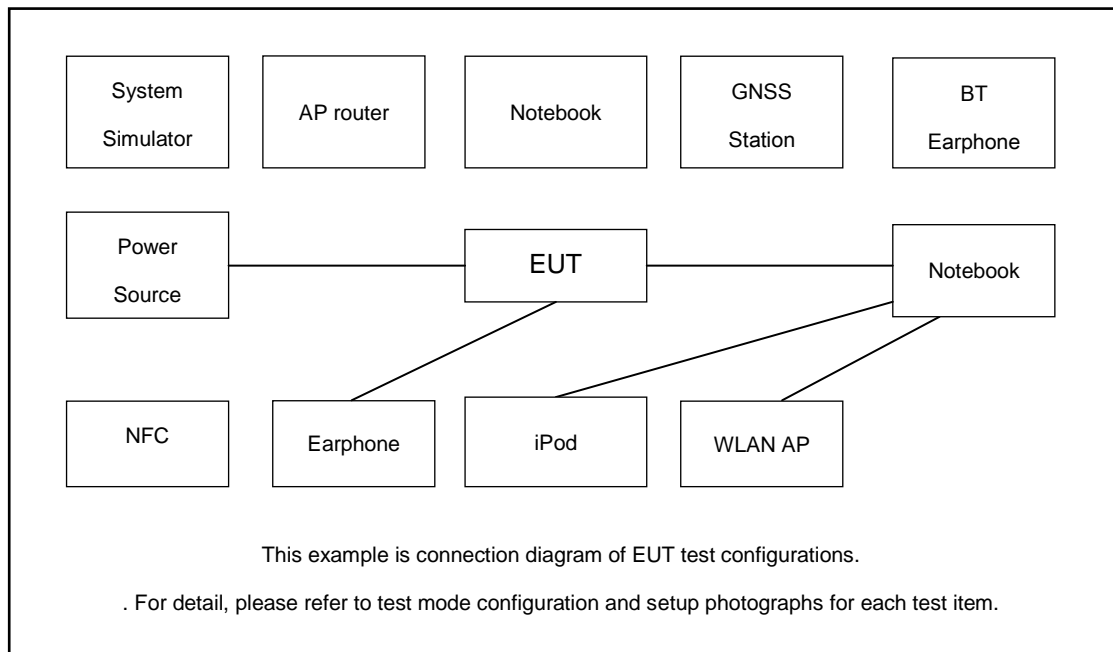 System
Simulator
AP router
Notebook
GNSS
Station
BT
Earphone
Power
Source
EUT
Notebook
NFC
Earphone
iPod
WLAN AP
This example is connection diagram of EUT test configurations.
. For detail, please refer to test mode configuration and setup photographs for each test item.